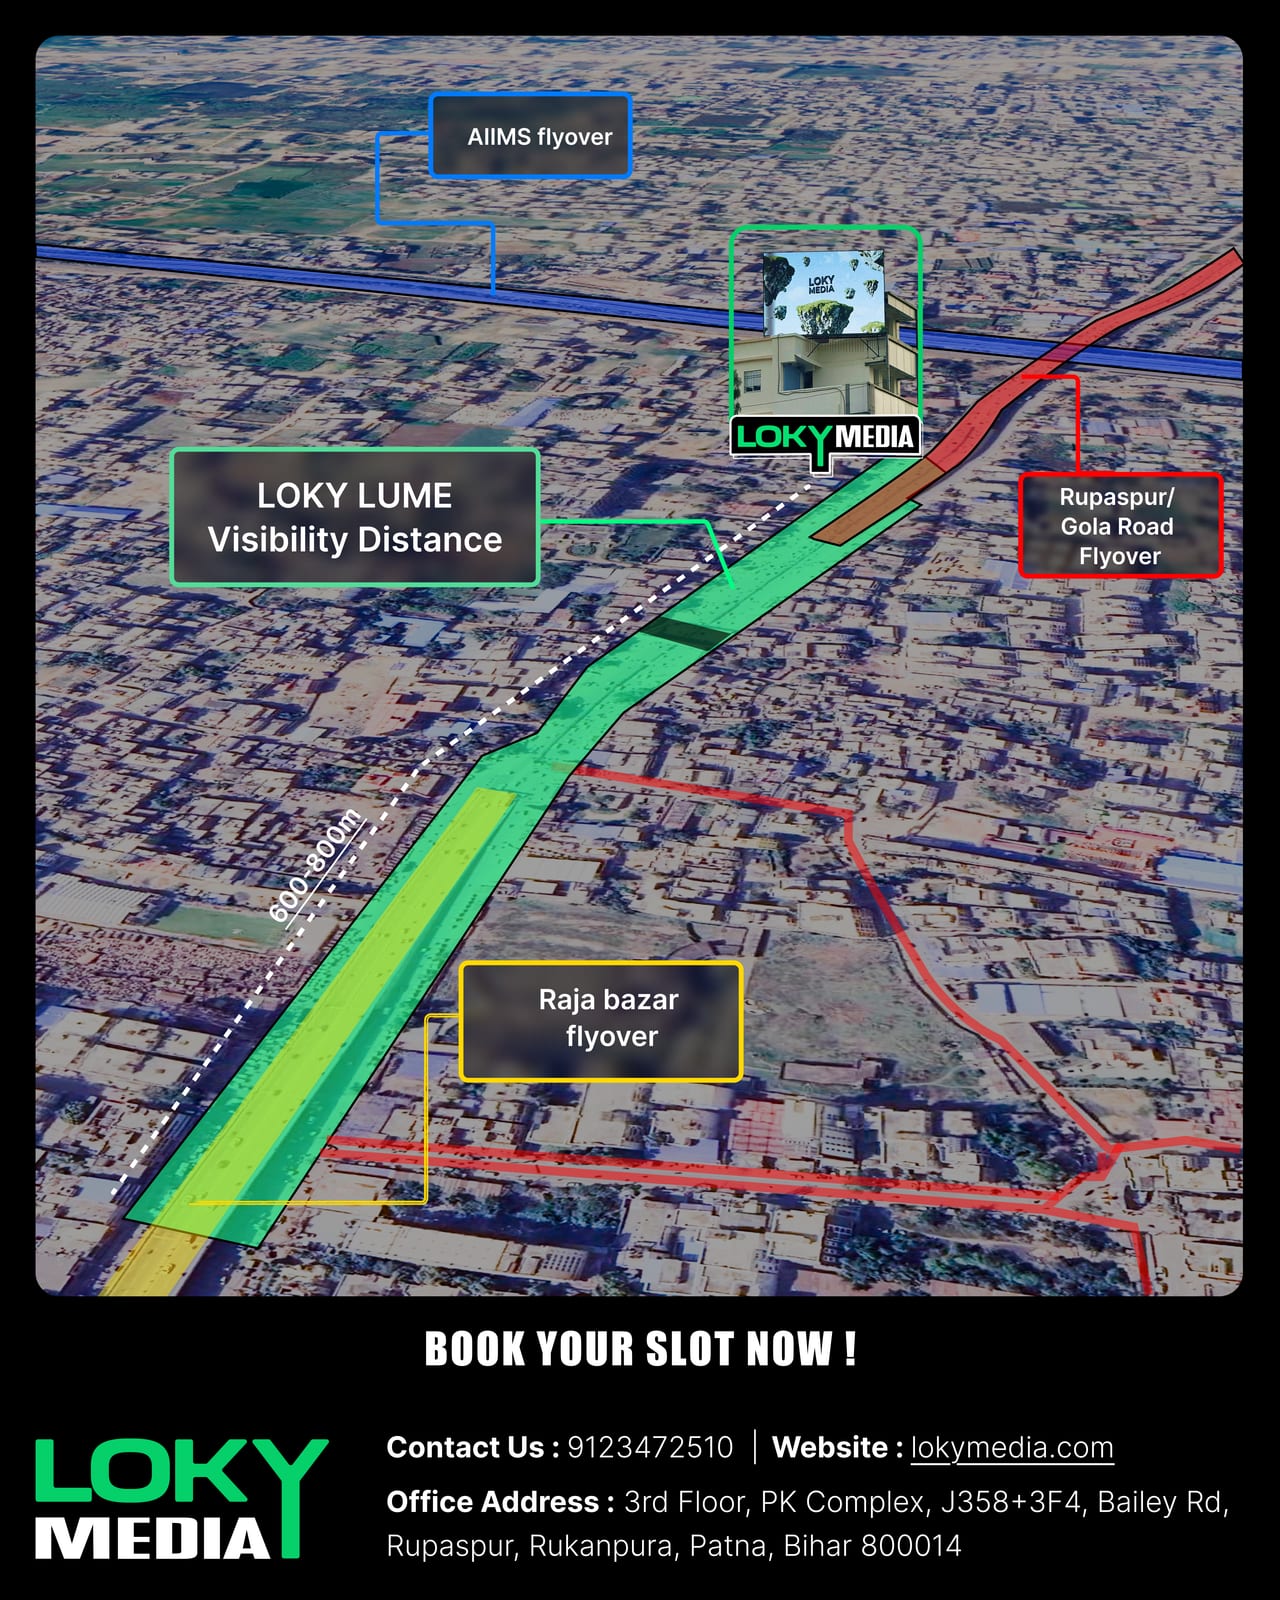 AIIMS flyover
LOKY
MEDIA
LOKY MEDIA
LOKY LUME
Visibility Distance
Rupaspur/
Gola Road
Flyover
600-800m
Raja bazar
flyover
BOOK YOUR SLOT NOW !
LOKY
MEDIA
Contact Us : 9123472510 | Website : lokymedia.com
Office Address : 3rd Floor, PK Complex, J358+3F4, Bailey Rd,
Rupaspur, Rukanpura, Patna, Bihar 800014